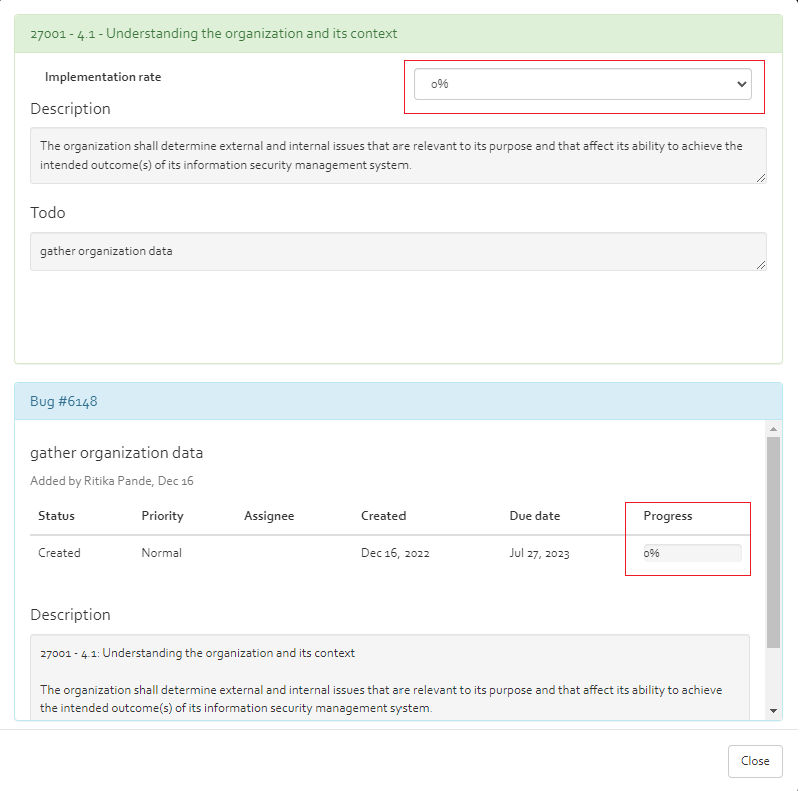 27001 - 4.1 - Understanding the organization and its context
Implementation rate
0%
Description
The organization shall determine external and internal issues that are relevant to its purpose and that affect its ability to achieve the
intended outcome(s) of its information security management system.
Todo
gather organization data
Bug #6148
gather organization data
Added by Ritika Pande, Dec 16
Status Priority Assignee Created Due date Progress
Created Normal Dec 16, 2022 Jul 27, 2023 0%
Description
27001 - 4.1: Understanding the organization and its context
The organization shall determine external and internal issues that are relevant to its purpose and that affect its ability to achieve
the intended outcome(s) of its information security management system.
Close